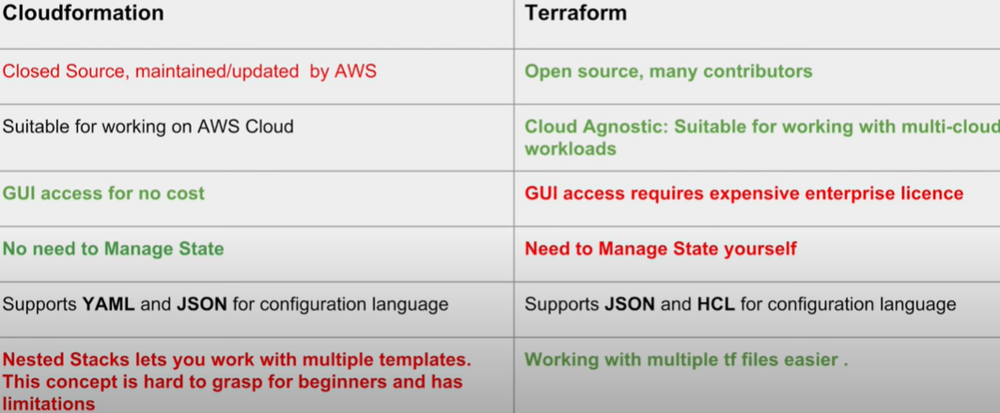 Cloudformation
Terraform
Closed Source, maintained/updated by AWS
Open source, many contributors
Suitable for working on AWS Cloud
Cloud Agnostic: Suitable for working with multi-cloud
workloads
GUI access for no cost
GUI access requires expensive enterprise licence
No need to Manage State
Need to Manage State yourself
Supports YAML and JSON for configuration language
Supports JSON and HCL for configuration language
Nested Stacks lets you work with multiple templates.
This concept is hard to grasp for beginners and has
limitations
Working with multiple tf files easier .